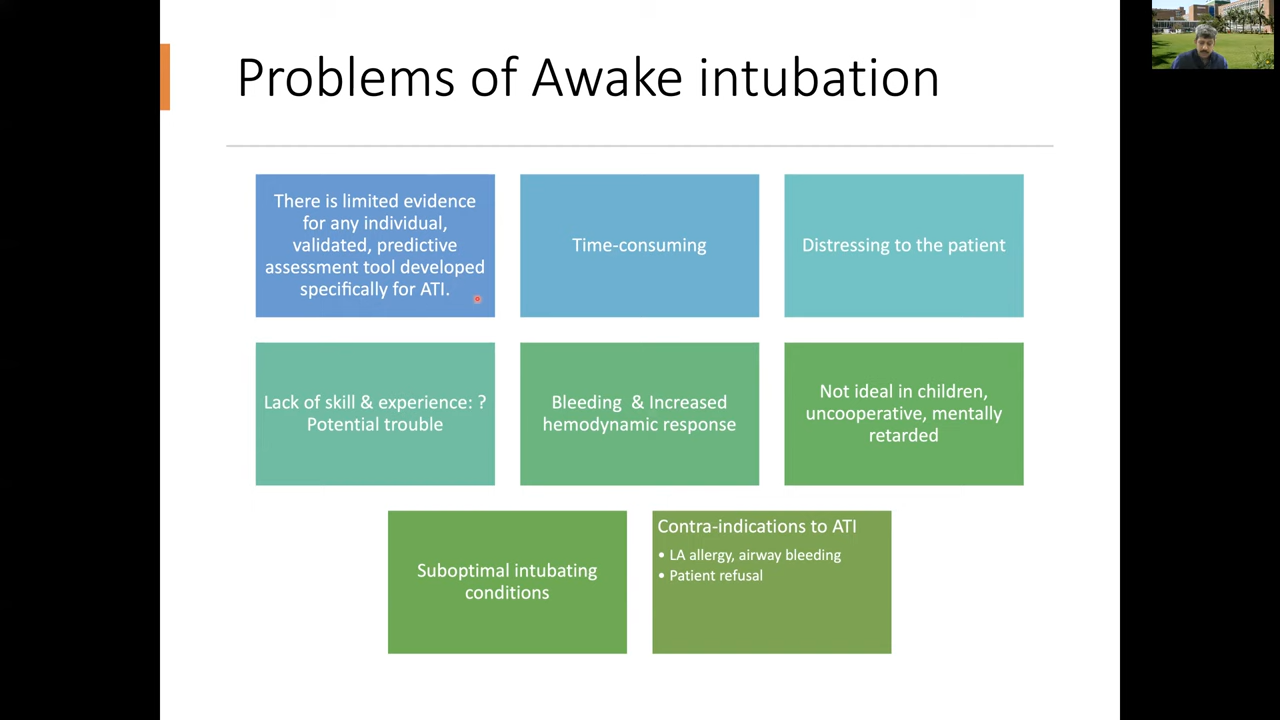 Problems of Awake intubation
There is limited evidence
for any individual,
validated, predictive
assessment tool developed
specifically for ATI.
Time-consuming
Distressing to the patient
Lack of skill & experience: ?
Potential trouble
Bleeding & Increased
hemodynamic response
Not ideal in children,
uncooperative, mentally
retarded
Suboptimal intubating
conditions
Contra-indications to ATI
• LA allergy, airway bleeding
• Patient refusal